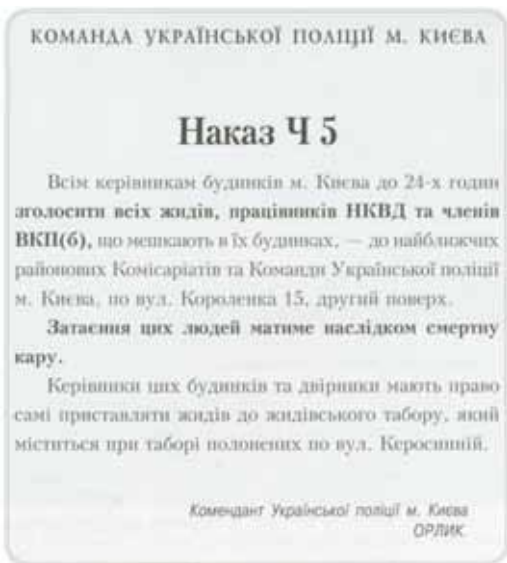 КОМАНДА УКРАЇНСЬКОЇ ПОЛІЦІЇ М. КИЄВА
Наказ Ч 5
Всім керівникам будинків м. Києва до 24-х годин
зголосити всіх жидів, працівників НКВД та членів
ВКП(б), що мешкають в їх будинках, — до найближчих
районових Комісаріатів та Команди Української поліції
м. Києва, по вул. Короленка 15, другий поверх.
Затаєння цих людей матиме наслідком смертну
кару.
Керівники цих будинків та двірники мають право
самі приставляти жидів до жидівського табору, який
міститься при таборі полонених по вул. Керосинній.
Комендант Української поліції м. Києва
ОРЛИК.